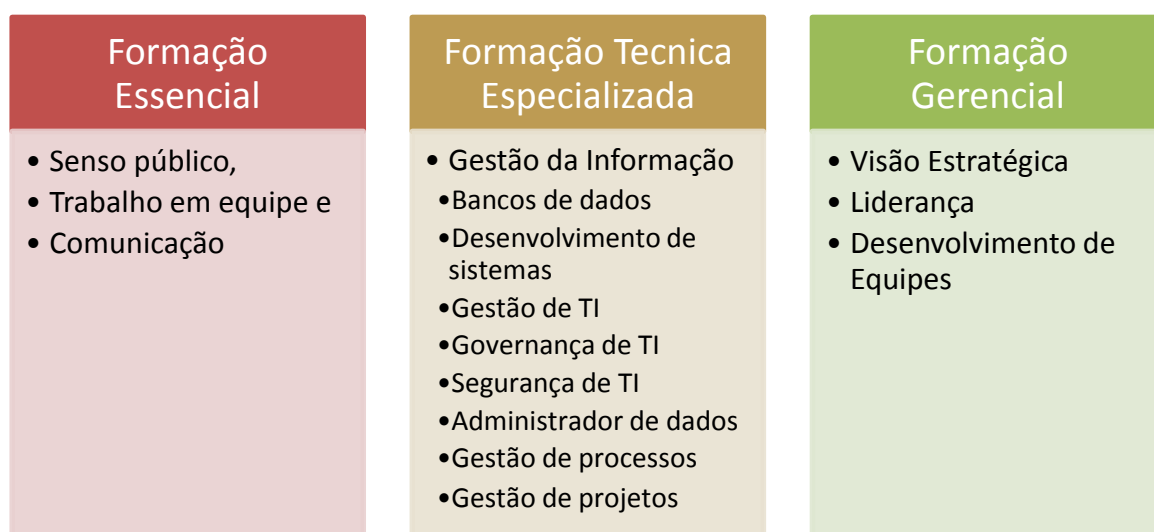 Formação
Essencial
• Senso público,
• Trabalho em equipe e
• Comunicação
Formação Tecnica
Especializada
• Gestão da Informação
•Bancos de dados
•Desenvolvimento de
sistemas
•Gestão de TI
•Governança de TI
•Segurança de TI
•Administrador de dados
•Gestão de processos
•Gestão de projetos
Formação
Gerencial
• Visão Estratégica
• Liderança
• Desenvolvimento de
Equipes